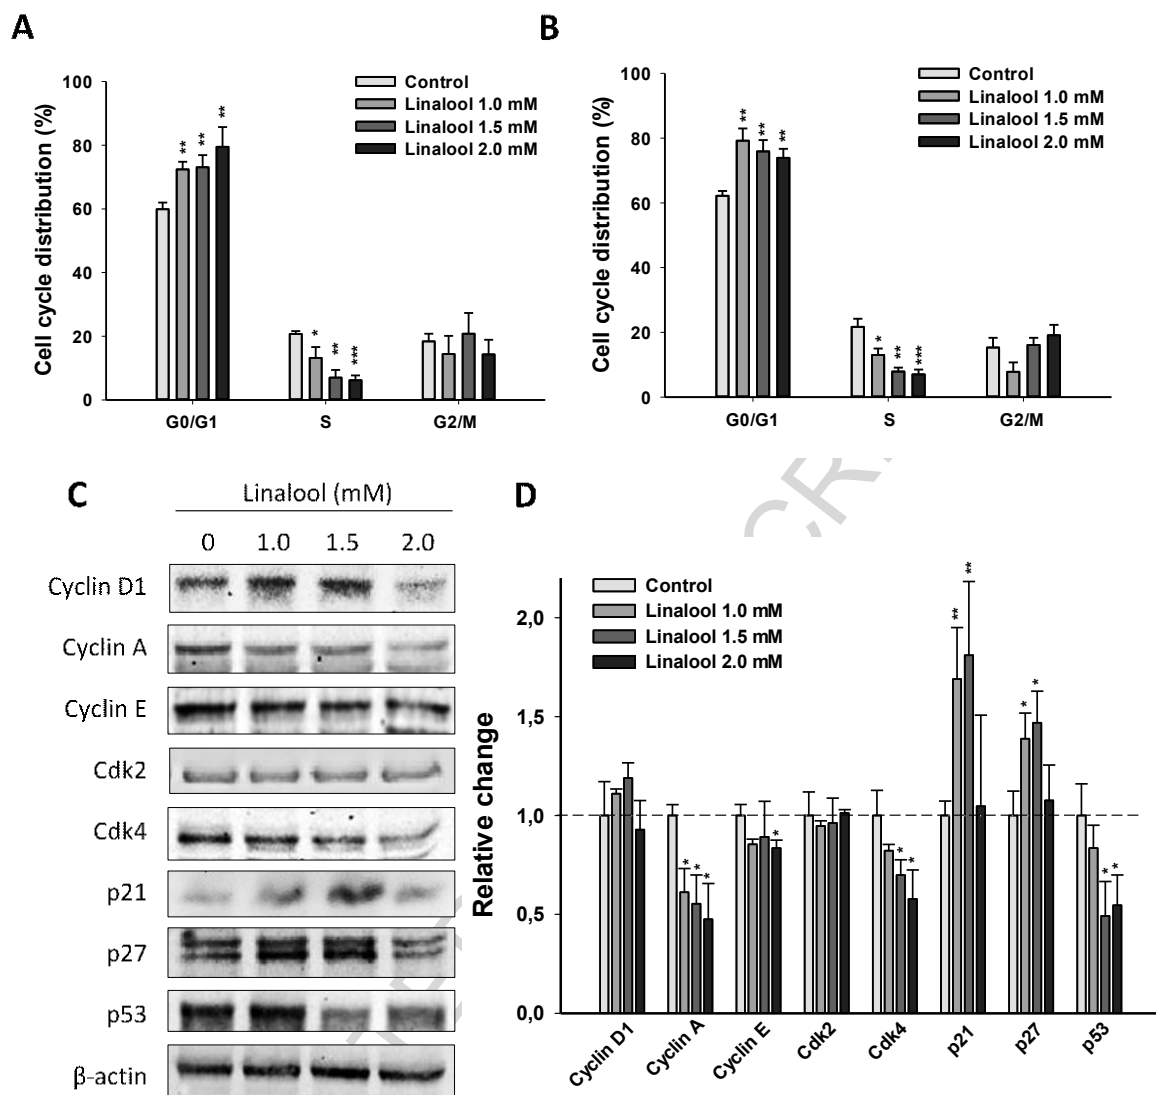 A
Cell cycle distribution (%)
100
80
60
40
20
0
Control
Linalool 1.0 mM
Linalool 1.5 mM
Linalool 2.0 mM
**
**
**
*
**
***
G0/G1
S
G2/M
B
Cell cycle distribution (%)
100
80
60
40
20
0
Control
Linalool 1.0 mM
Linalool 1.5 mM
Linalool 2.0 mM
**
**
**
*
**
***
G0/G1
S
G2/M
C
Linalool (mM)
0 1.0 1.5 2.0
Cyclin D1
Cyclin A
Cyclin E
Cdk2
Cdk4
p21
p27
p53
β-actin
D
Relative change
2,0
1,5
1,0
0,5
0,0
Control
Linalool 1.0 mM
Linalool 1.5 mM
Linalool 2.0 mM
*
*
*
*
*
*
**
**
*
*
*
*
Cyclin D1
Cyclin A
Cyclin E
Cdk2
Cdk4
p21
p27
p53